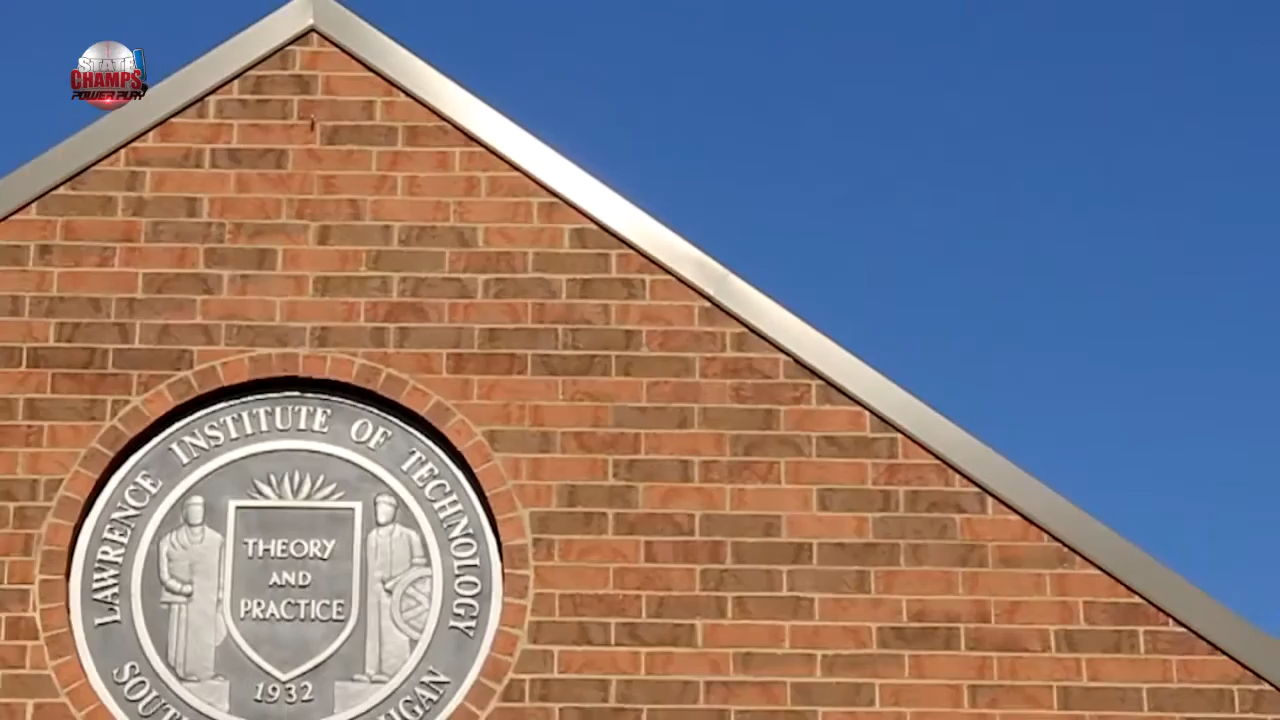 STATE
CHAMPS!
POWER PLAY
LAWRENCE INSTITUTE OF TECHNOLOGY
THEORY
AND
PRACTICE
1932